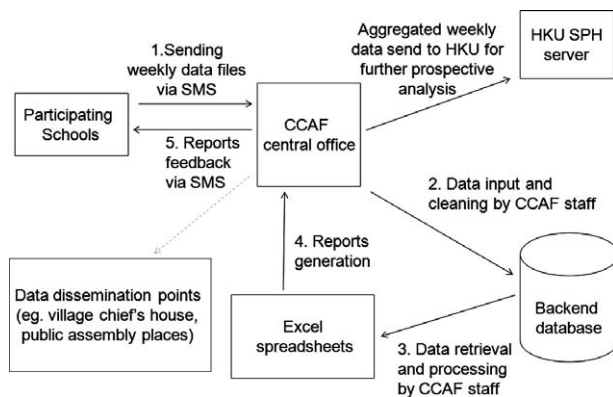 1.Sending
weekly data files
via SMS
Aggregated weekly
data send to HKU for
further prospective
analysis
HKU SPH
server
Participating
Schools
CCAF
central office
5. Reports
feedback
via SMS
2. Data input and
cleaning by CCAF staff
4. Reports
generation
Data dissemination points
(eg. village chief's house,
public assembly places)
Excel
spreadsheets
Backend
database
3. Data retrieval
and processing
by CCAF staff